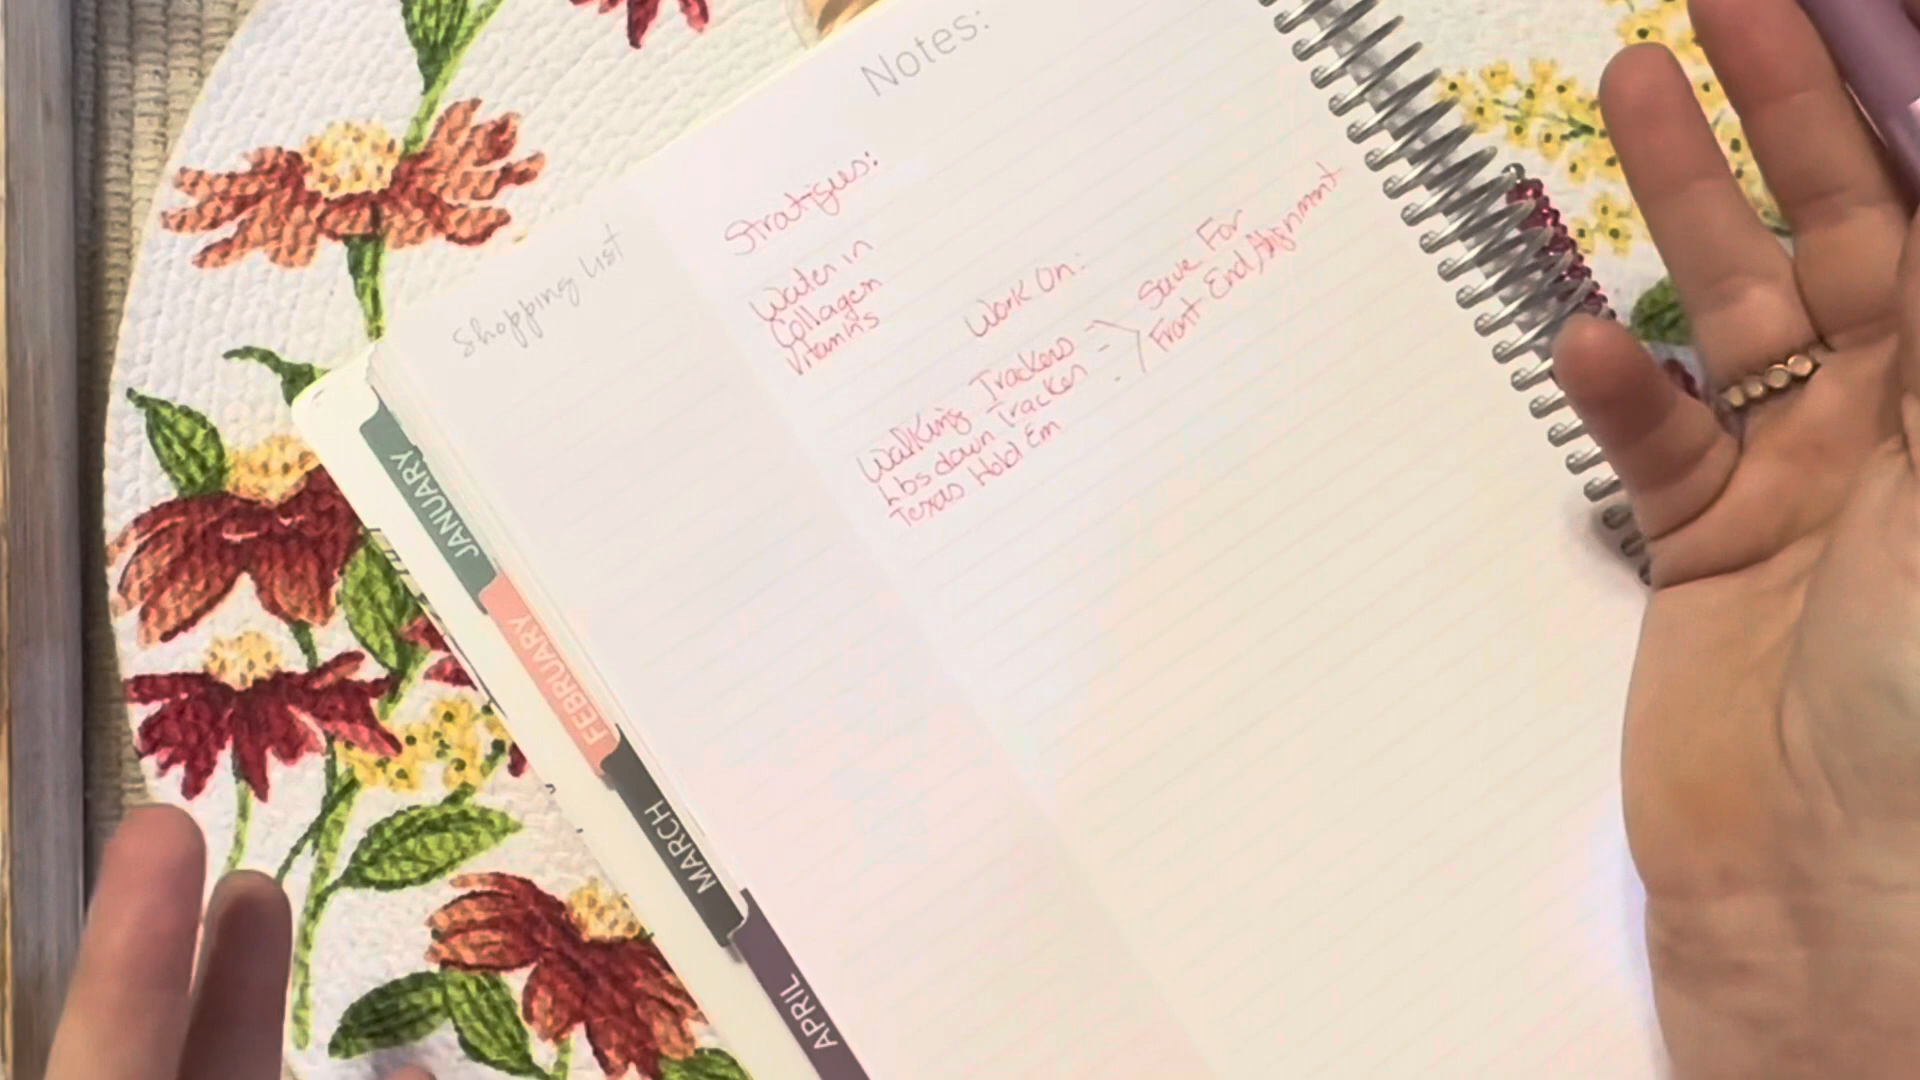 Notes:
Shopping List
Stratigies:
Water in
Collagen
Vitamins
Work On:
Walking Trackers
Lbs down Tracker
Texas Hold Em
Save For
Front End/Alignment
JANUARY
FEBRUARY
MARCH
APRIL